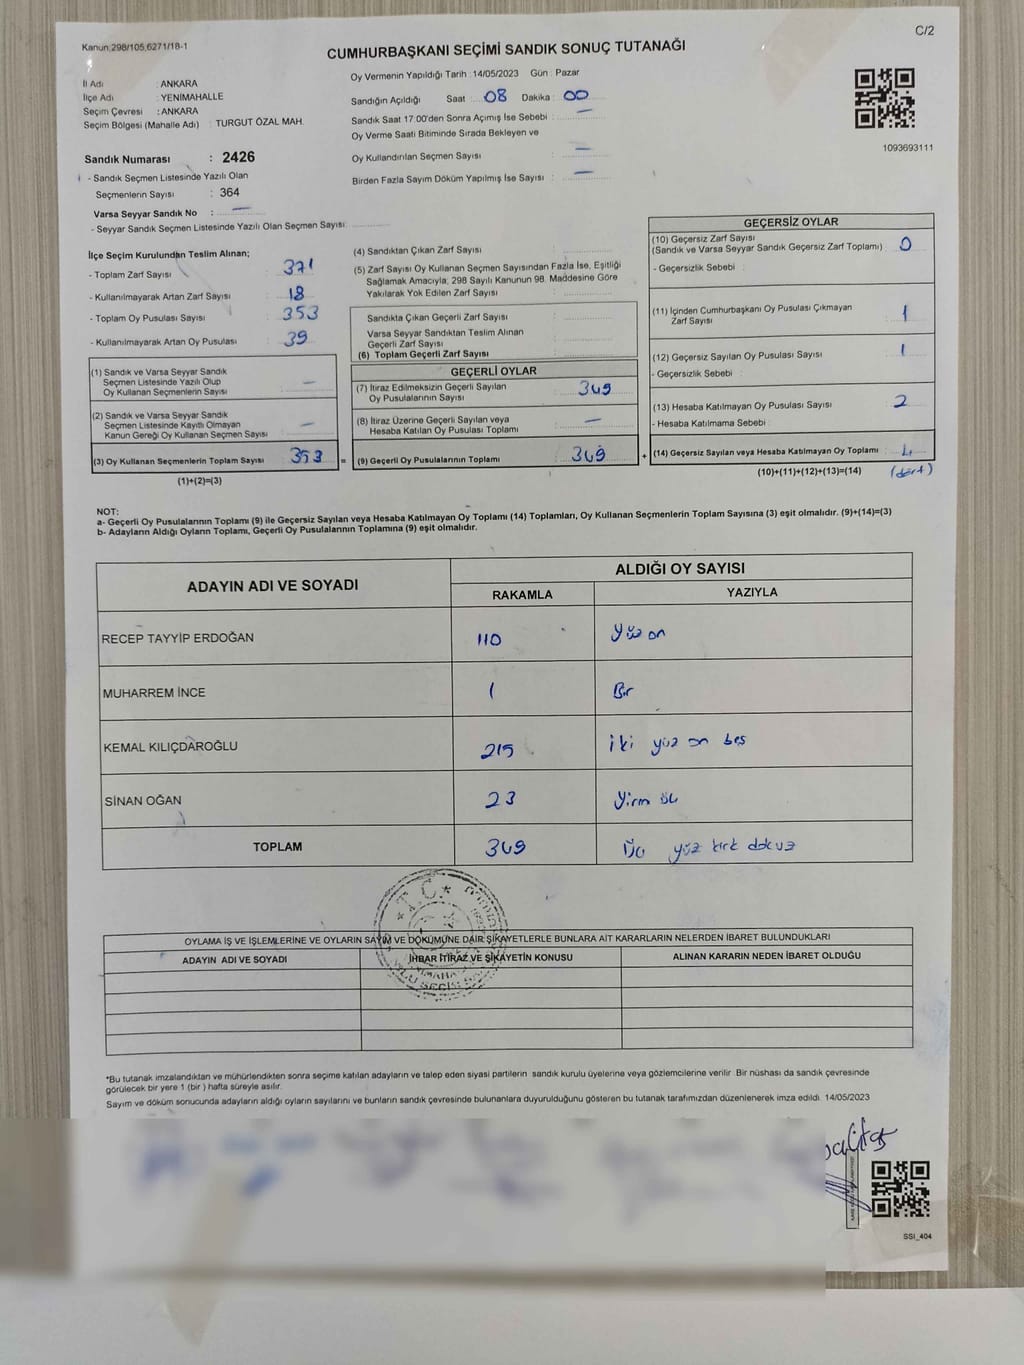 Kanun:298/105,6271/18-1
C/2
CUMHURBAŞKANI SEÇİMİ SANDIK SONUÇ TUTANAĞI
İl Adı : ANKARA
İlçe Adı : YENİMAHALLE
Seçim Çevresi : ANKARA
Seçim Bölgesi (Mahalle Adı) : TURGUT ÖZAL MAH.
Sandık Numarası : 2426
- Sandık Seçmen Listesinde Yazılı Olan
Seçmenlerin Sayısı : 364
Varsa Seyyar Sandık No : —
- Seyyar Sandık Seçmen Listesinde Yazılı Olan Seçmen Sayısı:
Oy Vermenin Yapıldığı Tarih : 14/05/2023 Gün : Pazar
Sandığın Açıldığı Saat : 08 Dakika : 00
Sandık Saat 17:00'den Sonra Açımış İse Sebebi : —
Oy Verme Saati Bitiminde Sırada Bekleyen ve
Oy Kullandırılan Seçmen Sayısı : —
Birden Fazla Sayım Döküm Yapılmış İse Sayısı : —
1093693111
İlçe Seçim Kurulundan Teslim Alınan;
- Toplam Zarf Sayısı : 371
- Kullanılmayarak Artan Zarf Sayısı : 18
- Toplam Oy Pusulası Sayısı : 353
- Kullanılmayarak Artan Oy Pusulası : 39
(1) Sandık ve Varsa Seyyar Sandık
Seçmen Listesinde Yazılı Olup
Oy Kullanan Seçmenlerin Sayısı : —
(2) Sandık ve Varsa Seyyar Sandık
Seçmen Listesinde Kayıtlı Olmayan
Kanun Gereği Oy Kullanan Seçmen Sayısı : —
(3) Oy Kullanan Seçmenlerin Toplam Sayısı : 353
(1)+(2)=(3)
(4) Sandıktan Çıkan Zarf Sayısı :
(5) Zarf Sayısı Oy Kullanan Seçmen Sayısından Fazla İse, Eşitliği
Sağlamak Amacıyla, 298 Sayılı Kanunun 98. Maddesine Göre
Yakılarak Yok Edilen Zarf Sayısı :
Sandıkta Çıkan Geçerli Zarf Sayısı :
Varsa Seyyar Sandıktan Teslim Alınan
Geçerli Zarf Sayısı :
(6) Toplam Geçerli Zarf Sayısı :
GEÇERLİ OYLAR
(7) İtiraz Edilmeksizin Geçerli Sayılan
Oy Pusulalarının Sayısı : 349
(8) İtiraz Üzerine Geçerli Sayılan veya
Hesaba Katılan Oy Pusulası Toplamı : —
= (9) Geçerli Oy Pusulalarının Toplamı : 349 +
GEÇERSİZ OYLAR
(10) Geçersiz Zarf Sayısı
(Sandık ve Varsa Seyyar Sandık Geçersiz Zarf Toplamı) : 0
- Geçersizlik Sebebi :
(11) İçinden Cumhurbaşkanı Oy Pusulası Çıkmayan
Zarf Sayısı : 1
(12) Geçersiz Sayılan Oy Pusulası Sayısı : 1
- Geçersizlik Sebebi :
(13) Hesaba Katılmayan Oy Pusulası Sayısı : 2
- Hesaba Katılmama Sebebi :
(14) Geçersiz Sayılan veya Hesaba Katılmayan Oy Toplamı : 4
(10)+(11)+(12)+(13)=(14) (dört)
NOT:
a- Geçerli Oy Pusulalarının Toplamı (9) ile Geçersiz Sayılan veya Hesaba Katılmayan Oy Toplamı (14) Toplamları, Oy Kullanan Seçmenlerin Toplam Sayısına (3) eşit olmalıdır. (9)+(14)=(3)
b- Adayların Aldığı Oyların Toplamı, Geçerli Oy Pusulalarının Toplamına (9) eşit olmalıdır.
ADAYIN ADI VE SOYADI
ALDIĞI OY SAYISI
RAKAMLA YAZIYLA
RECEP TAYYİP ERDOĞAN 110 yüz on
MUHARREM İNCE 1 Bir
KEMAL KILIÇDAROĞLU 215 iki yüz on beş
SİNAN OĞAN 23 Yirm üç
TOPLAM 349 Üç yüz kırk dokuz
OYLAMA İŞ VE İŞLEMLERİNE VE OYLARIN SAYIM VE DÖKÜMÜNE DAİR ŞİKAYETLERLE BUNLARA AİT KARARLARIN NELERDEN İBARET BULUNDUKLARI
ADAYIN ADI VE SOYADI İHBAR İTİRAZ VE ŞİKAYETİN KONUSU ALINAN KARARIN NEDEN İBARET OLDUĞU
T.C.
*Bu tutanak imzalandıktan ve mühürlendikten sonra seçime katılan adayların ve talep eden siyasi partilerin sandık kurulu üyelerine veya gözlemcilerine verilir. Bir nüshası da sandık çevresinde
görülecek bir yere 1 (bir ) hafta süreyle asılır.
Sayım ve döküm sonucunda adayların aldığı oyların sayılarını ve bunların sandık çevresinde bulunanlara duyurulduğunu gösteren bu tutanak tarafımızdan düzenlenerek imza edildi. 14/05/2023
SSI_404